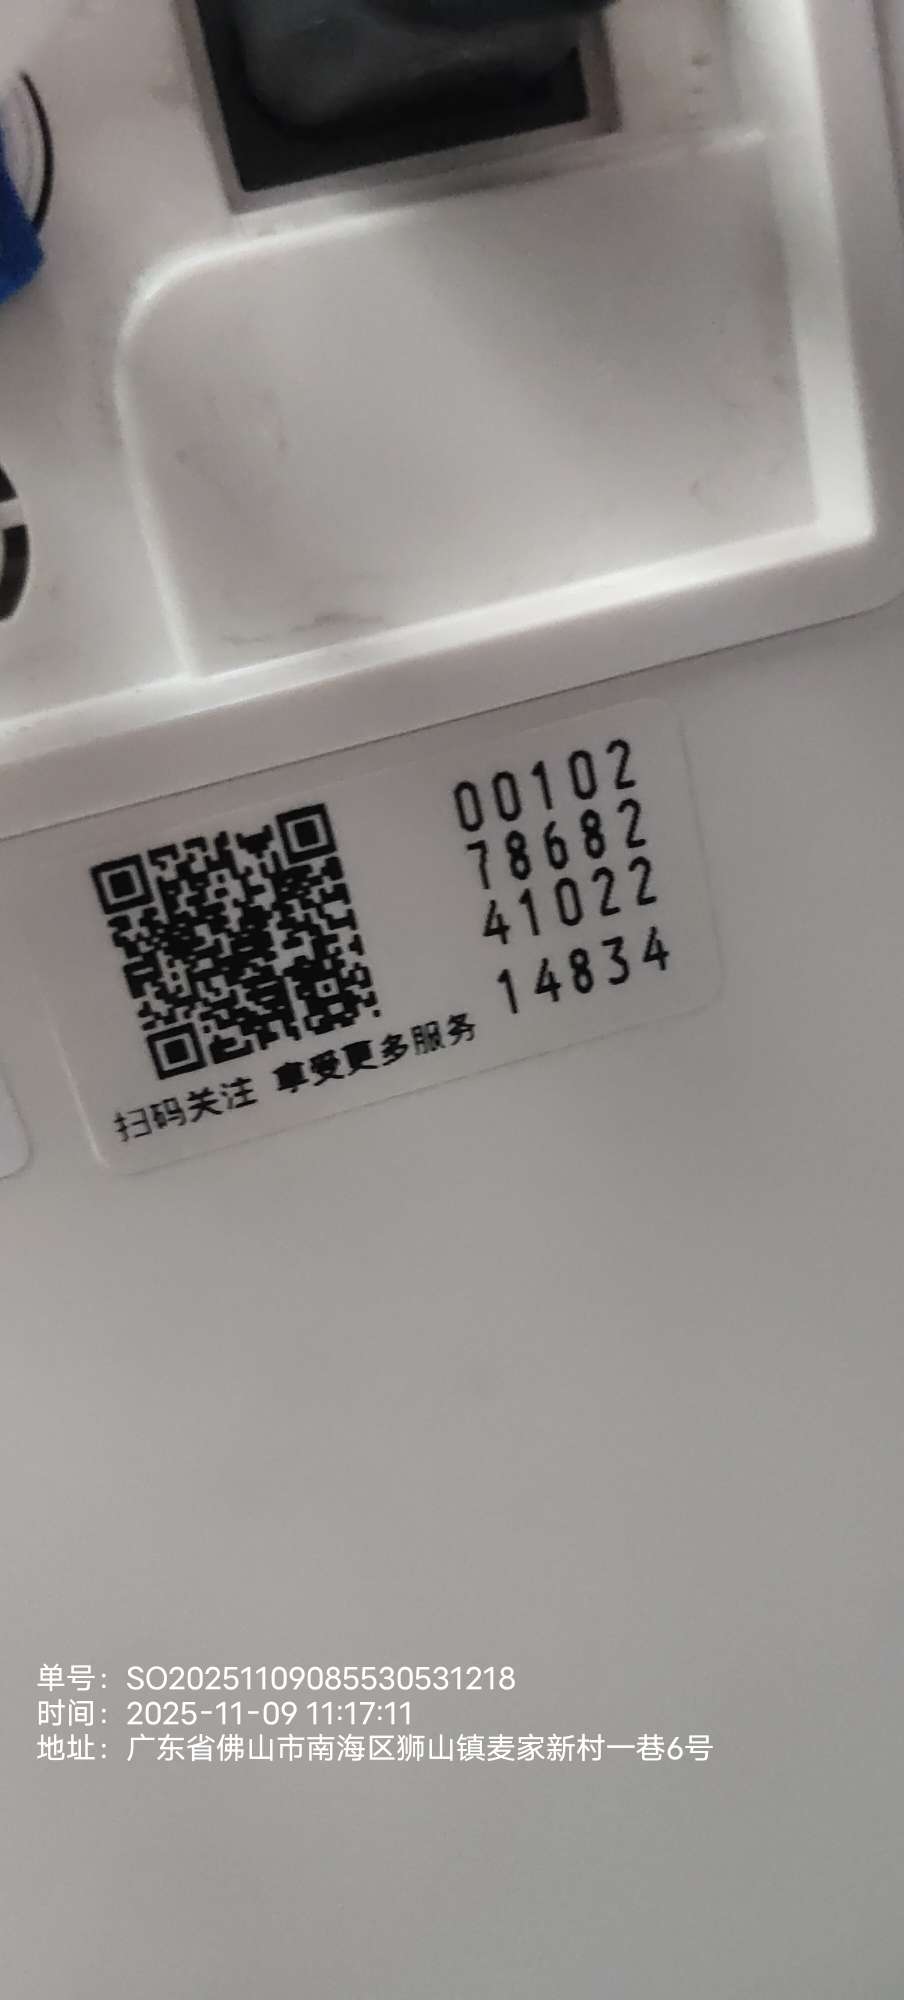 00102
78682
41022
14834
扫码关注 享受更多服务
单号：SO20251109085530531218
时间：2025-11-09 11:17:11
地址：广东省佛山市南海区狮山镇麦家新村一巷6号